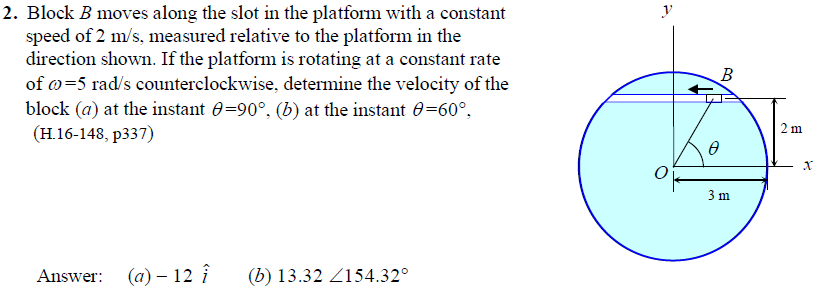 2. Block B moves along the slot in the platform with a constant
speed of 2 m/s, measured relative to the platform in the
direction shown. If the platform is rotating at a constant rate
of ω=5 rad/s counterclockwise, determine the velocity of the
block (a) at the instant θ=90°, (b) at the instant θ=60°,
(H.16-148, p337)
y
B
2 m
θ
O
x
3 m
Answer: (a) – 12 î (b) 13.32 ∠154.32°